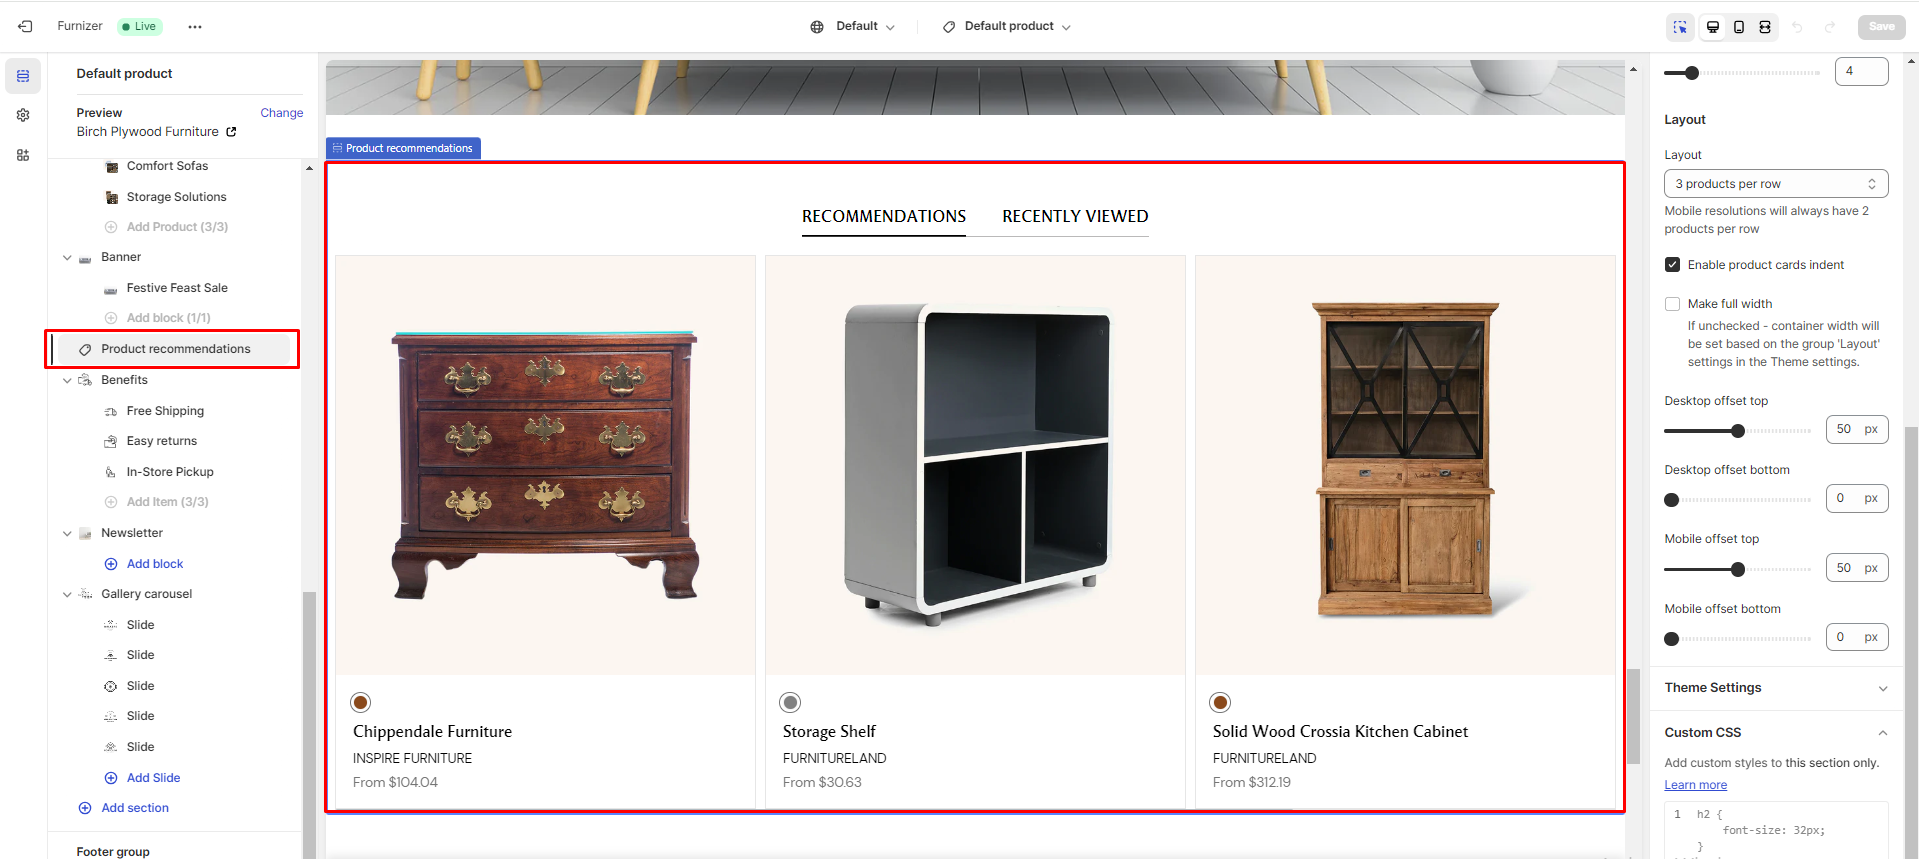 Furnizer
Live
Default
Default product
Save
Default product
Preview
Change
Birch Plywood Furniture
Comfort Sofas
Storage Solutions
Add Product (3/3)
Banner
Festive Feast Sale
Add block (1/1)
Product recommendations
Benefits
Free Shipping
Easy returns
In-Store Pickup
Add Item (3/3)
Newsletter
Add block
Gallery carousel
Slide
Slide
Slide
Slide
Slide
Add Slide
Add section
Footer group
Product recommendations
RECOMMENDATIONS
RECENTLY VIEWED
Chippendale Furniture
INSPIRE FURNITURE
From $104.04
Storage Shelf
FURNITURELAND
From $30.63
Solid Wood Crossia Kitchen Cabinet
FURNITURELAND
From $312.19
4
Layout
Layout
3 products per row
Mobile resolutions will always have 2
products per row
Enable product cards indent
Make full width
If unchecked - container width will
be set based on the group 'Layout'
settings in the Theme settings.
Desktop offset top
50 px
Desktop offset bottom
0 px
Mobile offset top
50 px
Mobile offset bottom
0 px
Theme Settings
Custom CSS
Add custom styles to this section only.
Learn more
1 h2 {
font-size: 32px;
}